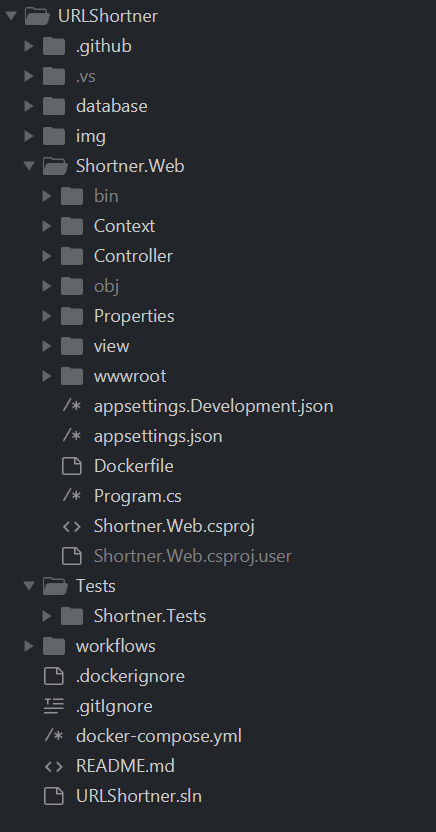 URLShortner
.github
.vs
database
img
Shortner.Web
bin
Context
Controller
obj
Properties
view
wwwroot
appsettings.Development.json
appsettings.json
Dockerfile
Program.cs
Shortner.Web.csproj
Shortner.Web.csproj.user
Tests
Shortner.Tests
workflows
.dockerignore
.gitIgnore
docker-compose.yml
README.md
URLShortner.sln